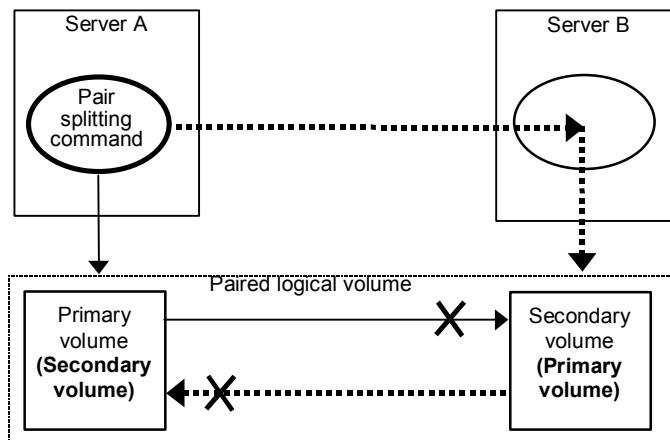 Server A
Server B
Pair
splitting
command
Paired logical volume
Primary
volume
(Secondary
volume)
Secondary
volume
(Primary
volume)